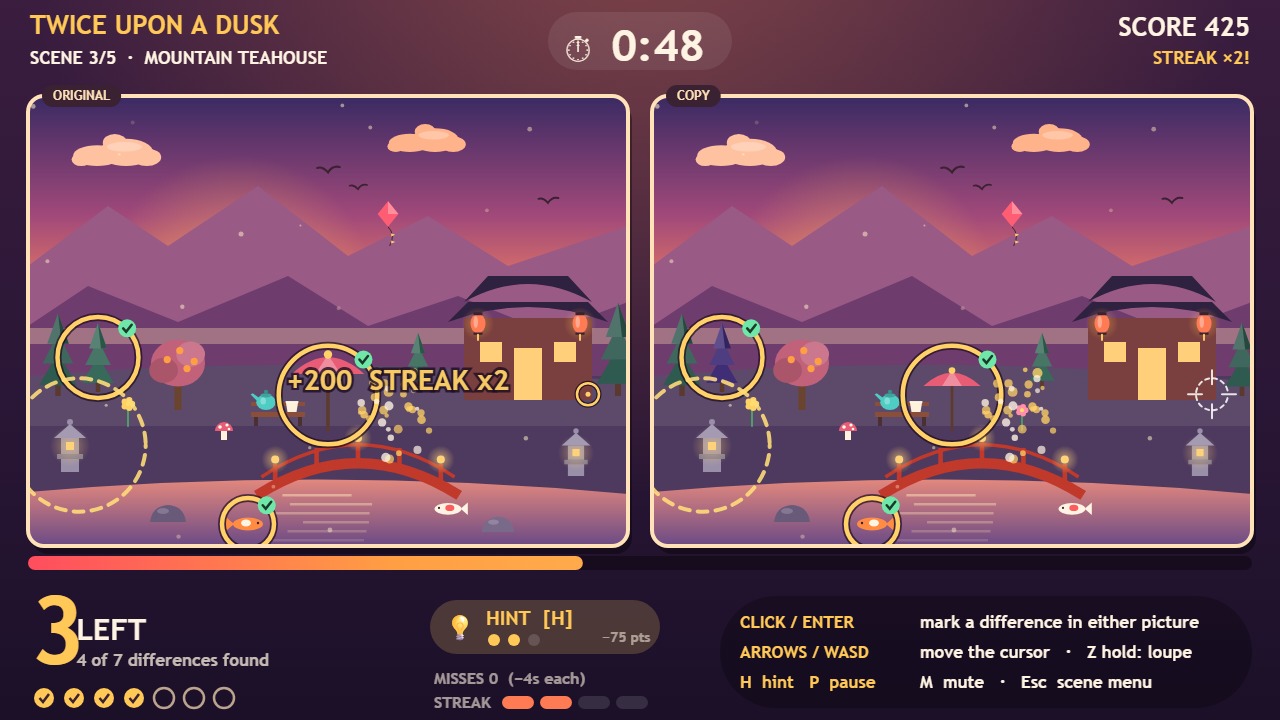 TWICE UPON A DUSK
SCENE 3/5 · MOUNTAIN TEAHOUSE
0:48
SCORE 425
STREAK ×2!
ORIGINAL
COPY
+200 STREAK x2
3 LEFT
4 of 7 differences found
HINT [H]
−75 pts
MISSES 0 (−4s each)
STREAK
CLICK / ENTER mark a difference in either picture
ARROWS / WASD move the cursor · Z hold: loupe
H hint P pause M mute · Esc scene menu